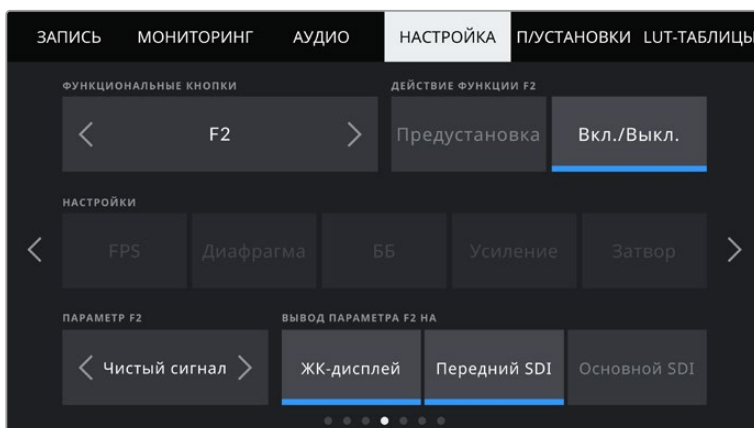 ЗАПИСЬ МОНИТОРИНГ АУДИО НАСТРОЙКА П/УСТАНОВКИ LUT-ТАБЛИЦЫ
ФУНКЦИОНАЛЬНЫЕ КНОПКИ ДЕЙСТВИЕ ФУНКЦИИ F2
F2 Предустановка Вкл./Выкл.
НАСТРОЙКИ
FPS Диафрагма ББ Усиление Затвор
ПАРАМЕТР F2 ВЫВОД ПАРАМЕТРА F2 НА
Чистый сигнал ЖК-дисплей Передний SDI Основной SDI